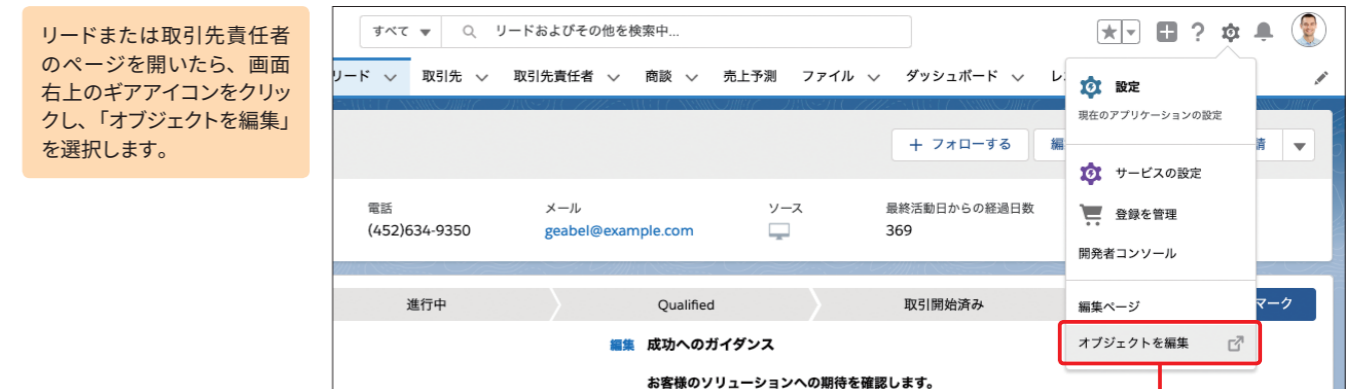 リードまたは取引先責任者
のページを開いたら、画面
右上のギアアイコンをクリッ
クし、「オブジェクトを編集」
を選択します。
すべて リードおよびその他を検索中...
リード 取引先 取引先責任者 商談 売上予測 ファイル ダッシュボード レ
設定
現在のアプリケーションの設定
+ フォローする 編
サービスの設定
登録を管理
電話 メール ソース 最終活動日からの経過日数
(452)634-9350 geabel@example.com 369
開発者コンソール
進行中 Qualified 取引開始済み 編集ページ マーク
オブジェクトを編集
編集 成功へのガイダンス
お客様のソリューションへの期待を確認します。